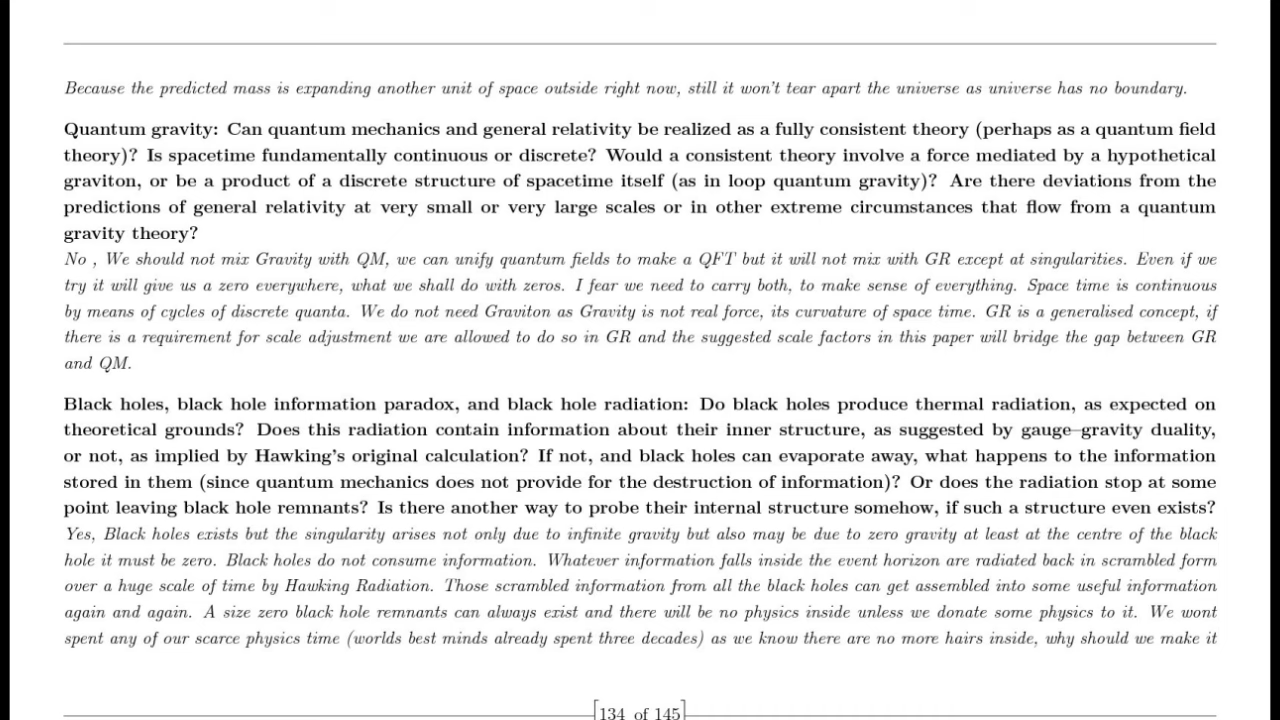 Because the predicted mass is expanding another unit of space outside right now, still it won't tear apart the universe as universe has no boundary.
Quantum gravity: Can quantum mechanics and general relativity be realized as a fully consistent theory (perhaps as a quantum field
theory)? Is spacetime fundamentally continuous or discrete? Would a consistent theory involve a force mediated by a hypothetical
graviton, or be a product of a discrete structure of spacetime itself (as in loop quantum gravity)? Are there deviations from the
predictions of general relativity at very small or very large scales or in other extreme circumstances that flow from a quantum
gravity theory?
No , We should not mix Gravity with QM, we can unify quantum fields to make a QFT but it will not mix with GR except at singularities. Even if we
try it will give us a zero everywhere, what we shall do with zeros. I fear we need to carry both, to make sense of everything. Space time is continuous
by means of cycles of discrete quanta. We do not need Graviton as Gravity is not real force, its curvature of space time. GR is a generalised concept, if
there is a requirement for scale adjustment we are allowed to do so in GR and the suggested scale factors in this paper will bridge the gap between GR
and QM.
Black holes, black hole information paradox, and black hole radiation: Do black holes produce thermal radiation, as expected on
theoretical grounds? Does this radiation contain information about their inner structure, as suggested by gauge–gravity duality,
or not, as implied by Hawking's original calculation? If not, and black holes can evaporate away, what happens to the information
stored in them (since quantum mechanics does not provide for the destruction of information)? Or does the radiation stop at some
point leaving black hole remnants? Is there another way to probe their internal structure somehow, if such a structure even exists?
Yes, Black holes exists but the singularity arises not only due to infinite gravity but also may be due to zero gravity at least at the centre of the black
hole it must be zero. Black holes do not consume information. Whatever information falls inside the event horizon are radiated back in scrambled form
over a huge scale of time by Hawking Radiation. Those scrambled information from all the black holes can get assembled into some useful information
again and again. A size zero black hole remnants can always exist and there will be no physics inside unless we donate some physics to it. We wont
spent any of our scarce physics time (worlds best minds already spent three decades) as we know there are no more hairs inside, why should we make it
[134 of 145]